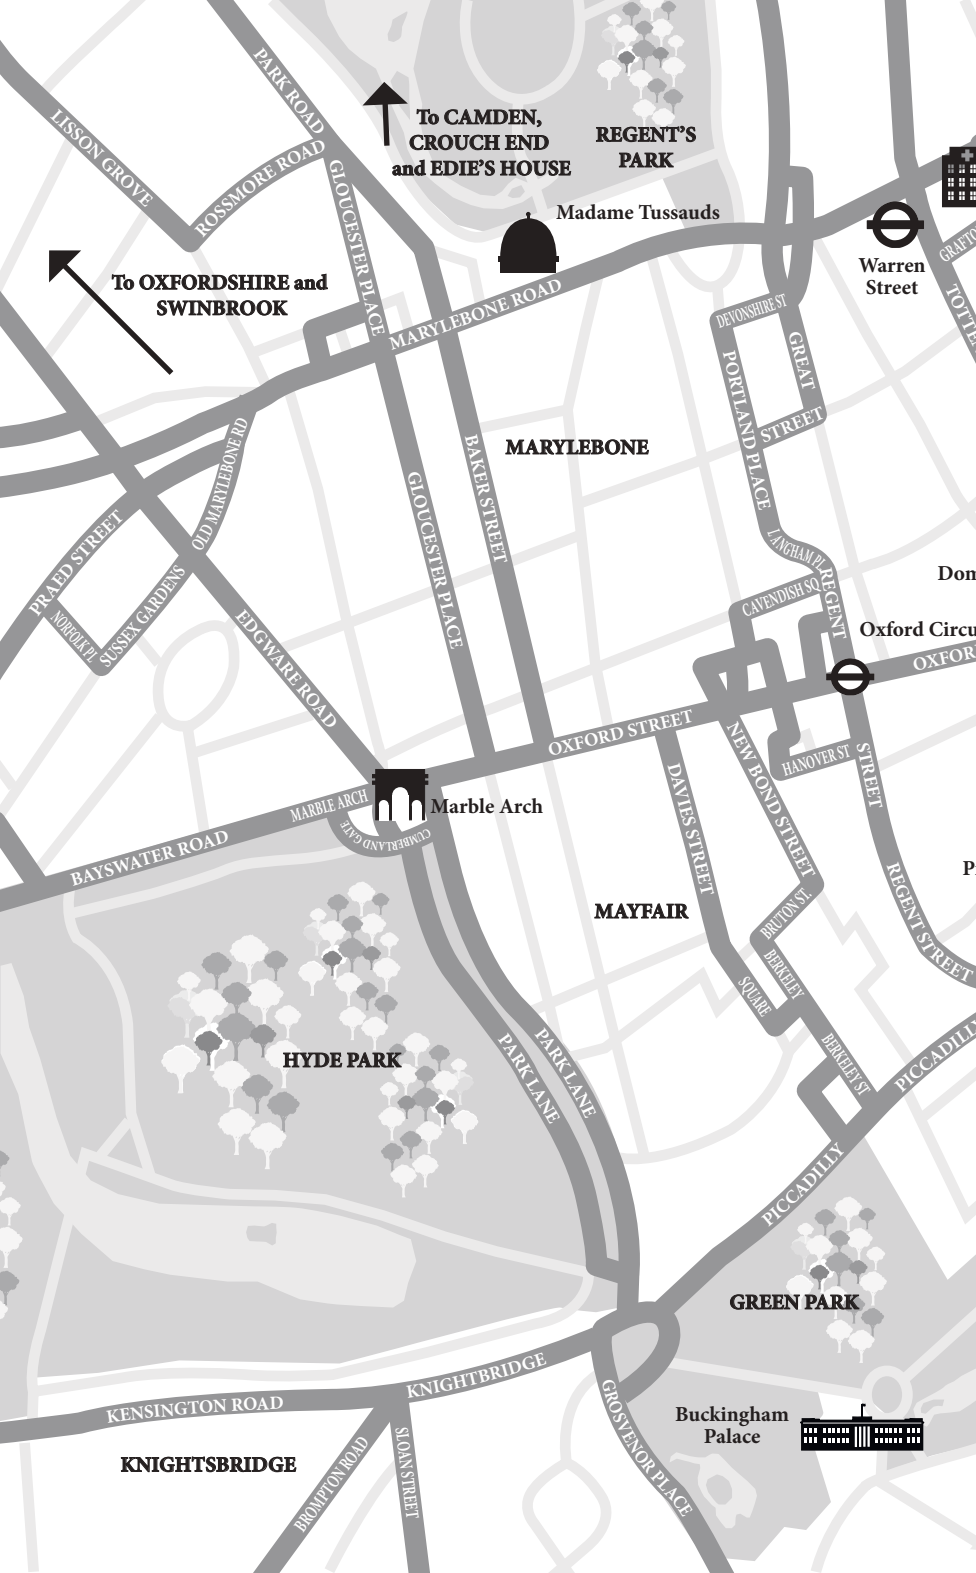 PARK ROAD
LISSON GROVE
ROSSMORE ROAD
To CAMDEN,
CROUCH END
and EDIE'S HOUSE
REGENT'S
PARK
Madame Tussauds
GLOUCESTER PLACE
Warren
Street
GRAFTO
TOTTE
To OXFORDSHIRE and
SWINBROOK
MARYLEBONE ROAD
DEVONSHIRE ST
GREAT
PORTLAND PLACE
STREET
OLD MARYLEBONE RD
MARYLEBONE
BAKER STREET
GLOUCESTER PLACE
PRAED STREET
NORFOLK PL
SUSSEX GARDENS
EDGWARE ROAD
LANGHAM PL
CAVENDISH SQ
REGENT
Dom
Oxford Circu
OXFOR
OXFORD STREET
NEW BOND STREET
HANOVER ST
STREET
DAVIES STREET
MARBLE ARCH
Marble Arch
CUMBERLAND GATE
BAYSWATER ROAD
P
MAYFAIR
BRUTON ST.
BERKELEY
SQUARE
REGENT STREET
BERKELEY ST
PICCADILLY
HYDE PARK
PARK LANE
PARK LANE
PICCADILLY
GREEN PARK
KNIGHTBRIDGE
KENSINGTON ROAD
GROSVENOR PLACE
Buckingham
Palace
KNIGHTSBRIDGE
BROMPTON ROAD
SLOAN STREET